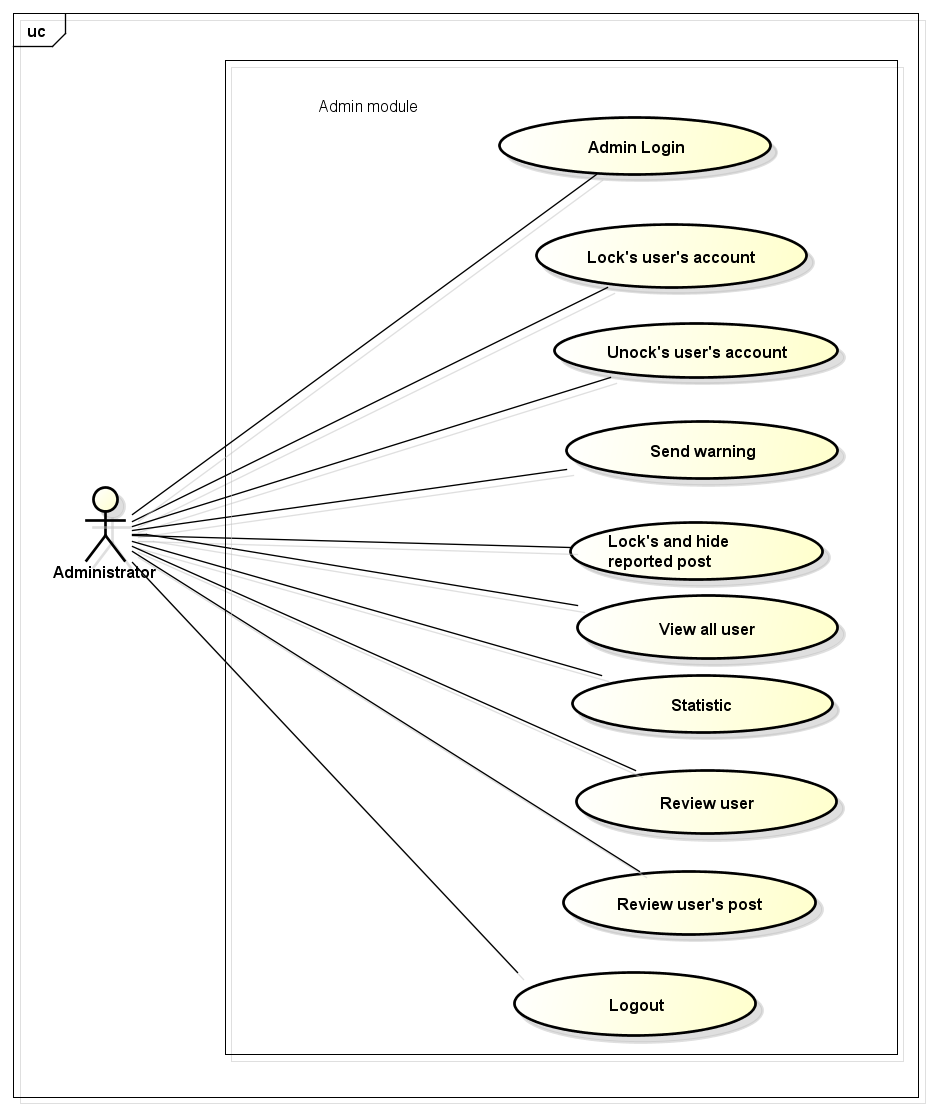 uc
Admin module
Admin Login
Lock's user's account
Unock's user's account
Send warning
Lock's and hide
reported post
Administrator
View all user
Statistic
Review user
Review user's post
Logout